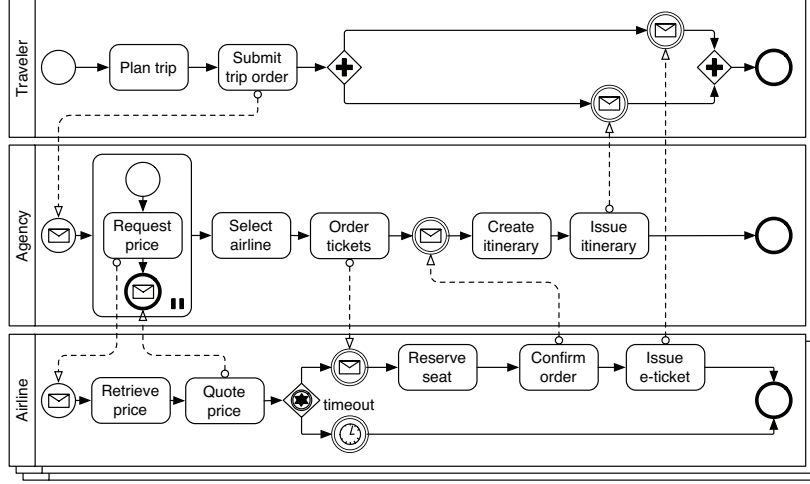 Traveler
Plan trip
Submit
trip order
Agency
Request
price
Select
airline
Order
tickets
Create
itinerary
Issue
itinerary
Airline
Retrieve
price
Quote
price
timeout
Reserve
seat
Confirm
order
Issue
e-ticket